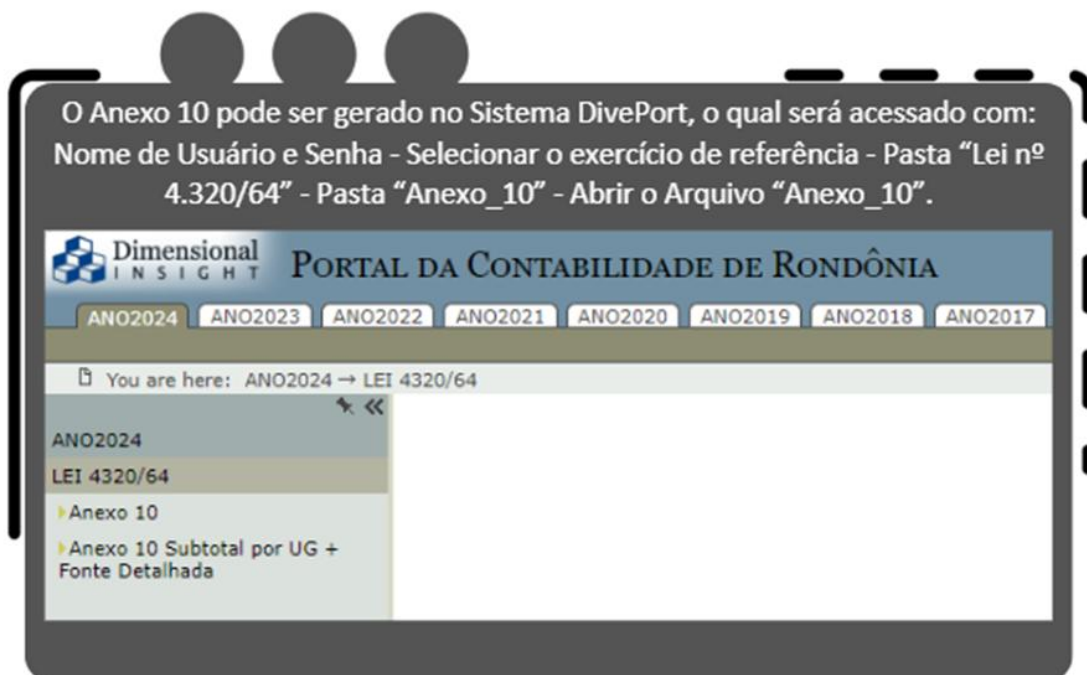 O Anexo 10 pode ser gerado no Sistema DivePort, o qual será acessado com:
Nome de Usuário e Senha - Selecionar o exercício de referência - Pasta “Lei nº
4.320/64” - Pasta “Anexo_10” - Abrir o Arquivo “Anexo_10”.
Dimensional
INSIGHT
PORTAL DA CONTABILIDADE DE RONDÔNIA
ANO2024 ANO2023 ANO2022 ANO2021 ANO2020 ANO2019 ANO2018 ANO2017
You are here: ANO2024 → LEI 4320/64
ANO2024
LEI 4320/64
Anexo 10
Anexo 10 Subtotal por UG +
Fonte Detalhada